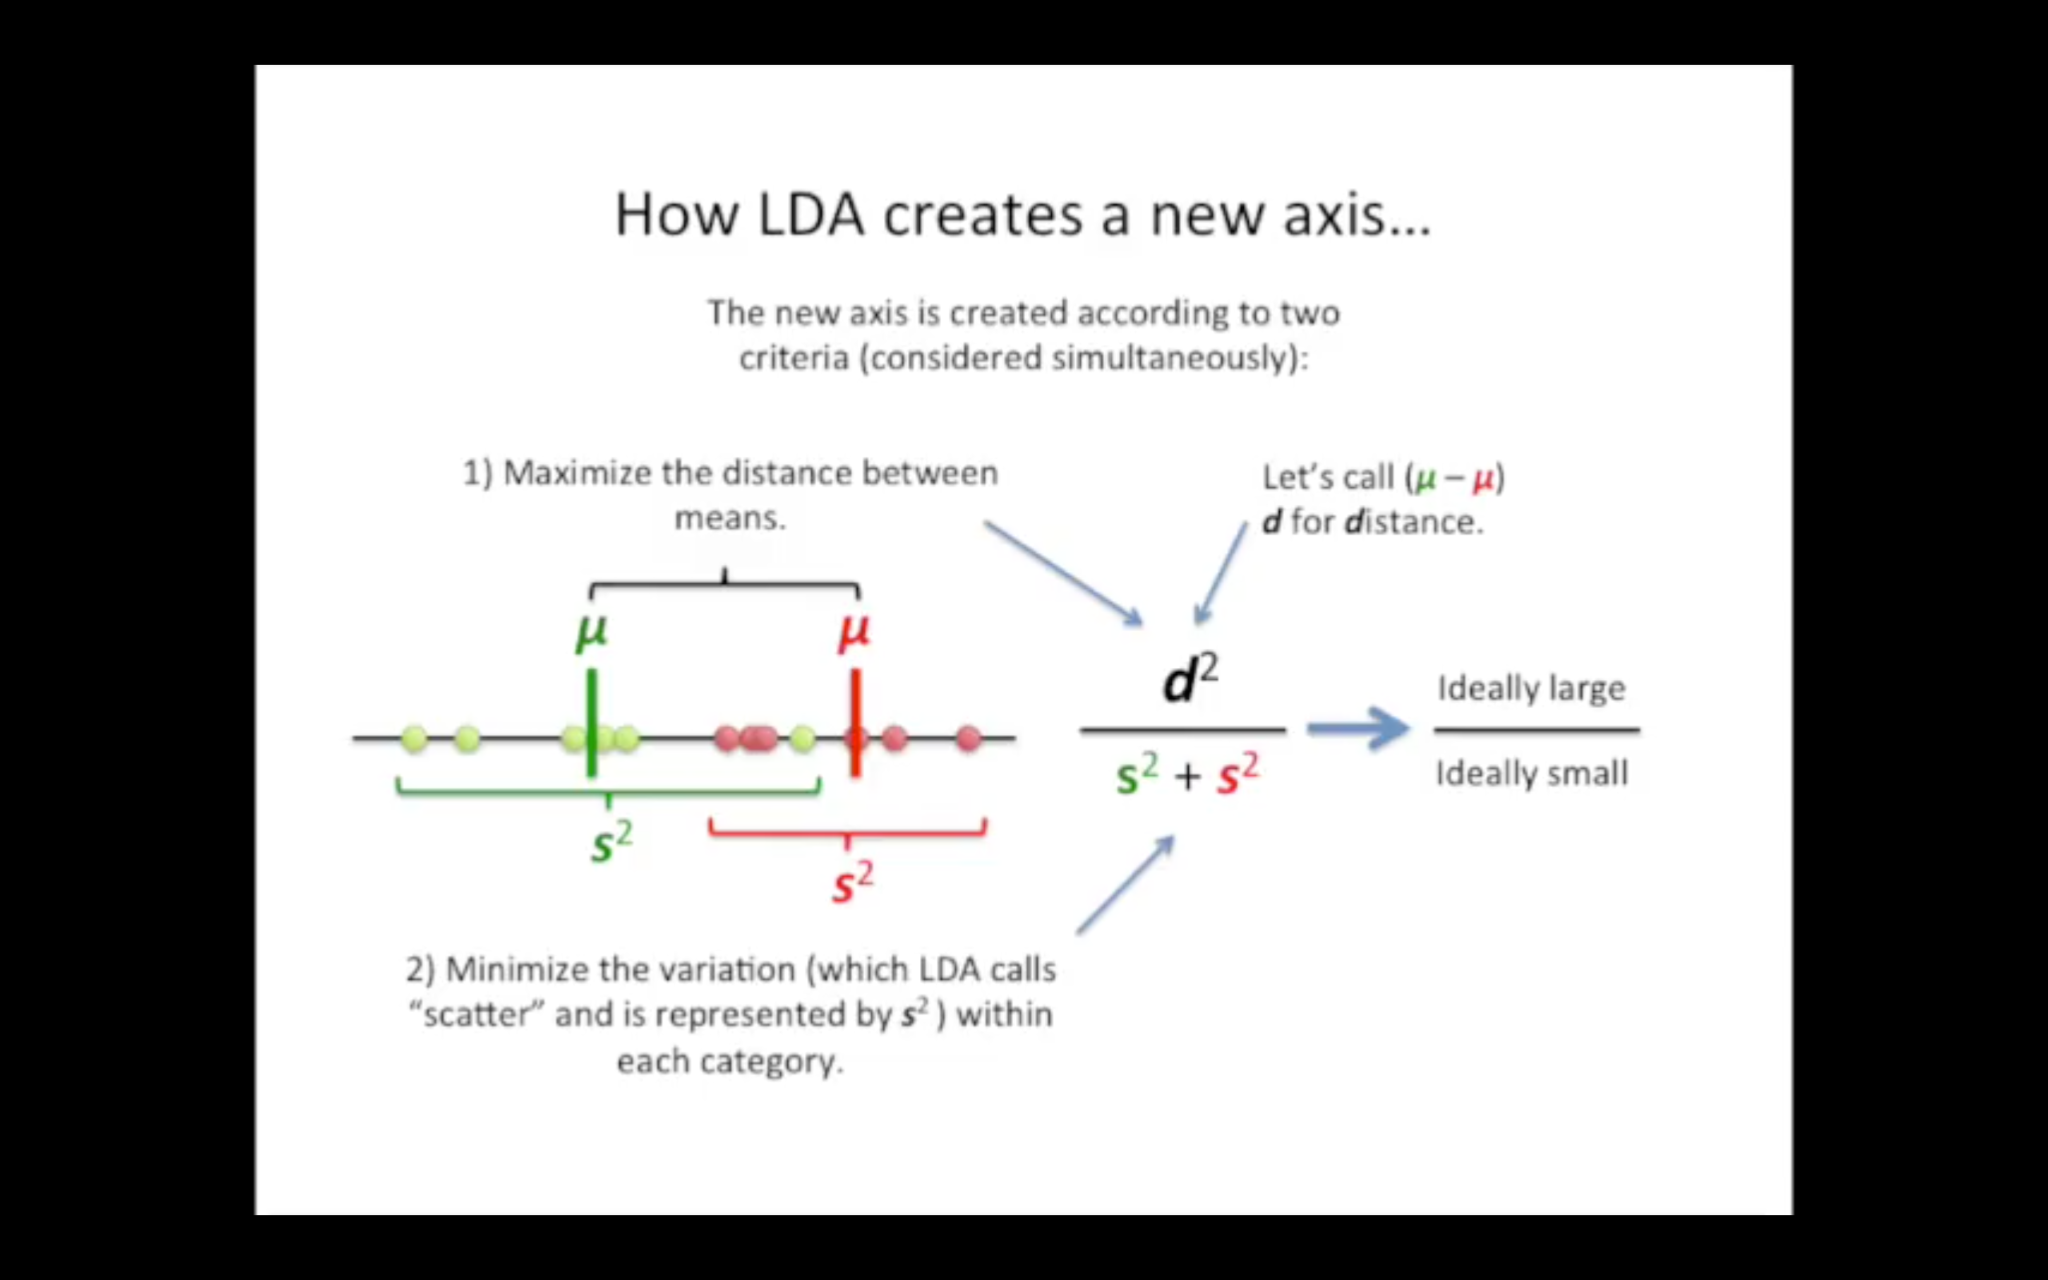 How LDA creates a new axis...
The new axis is created according to two
criteria (considered simultaneously):
1) Maximize the distance between
means.
Let's call (μ – μ)
d for distance.
μ
μ
d²
s² + s²
Ideally large
Ideally small
s²
s²
2) Minimize the variation (which LDA calls
“scatter” and is represented by s² ) within
each category.